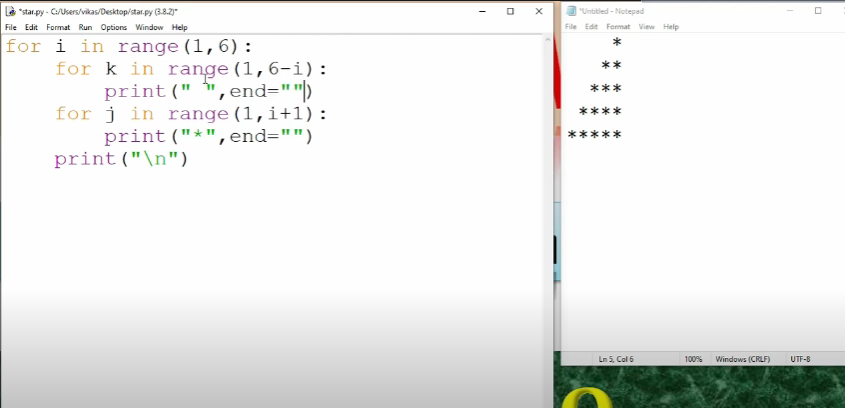 *star.py - C:/Users/vikas/Desktop/star.py (3.8.2)*
File Edit Format Run Options Window Help
for i in range(1,6):
    for k in range(1,6-i):
        print(" ",end="")
    for j in range(1,i+1):
        print("*",end="")
    print("\n")
*Untitled - Notepad
File Edit Format View Help
    *
   **
  ***
 ****
*****
Ln 5, Col 6 100% Windows (CRLF) UTF-8